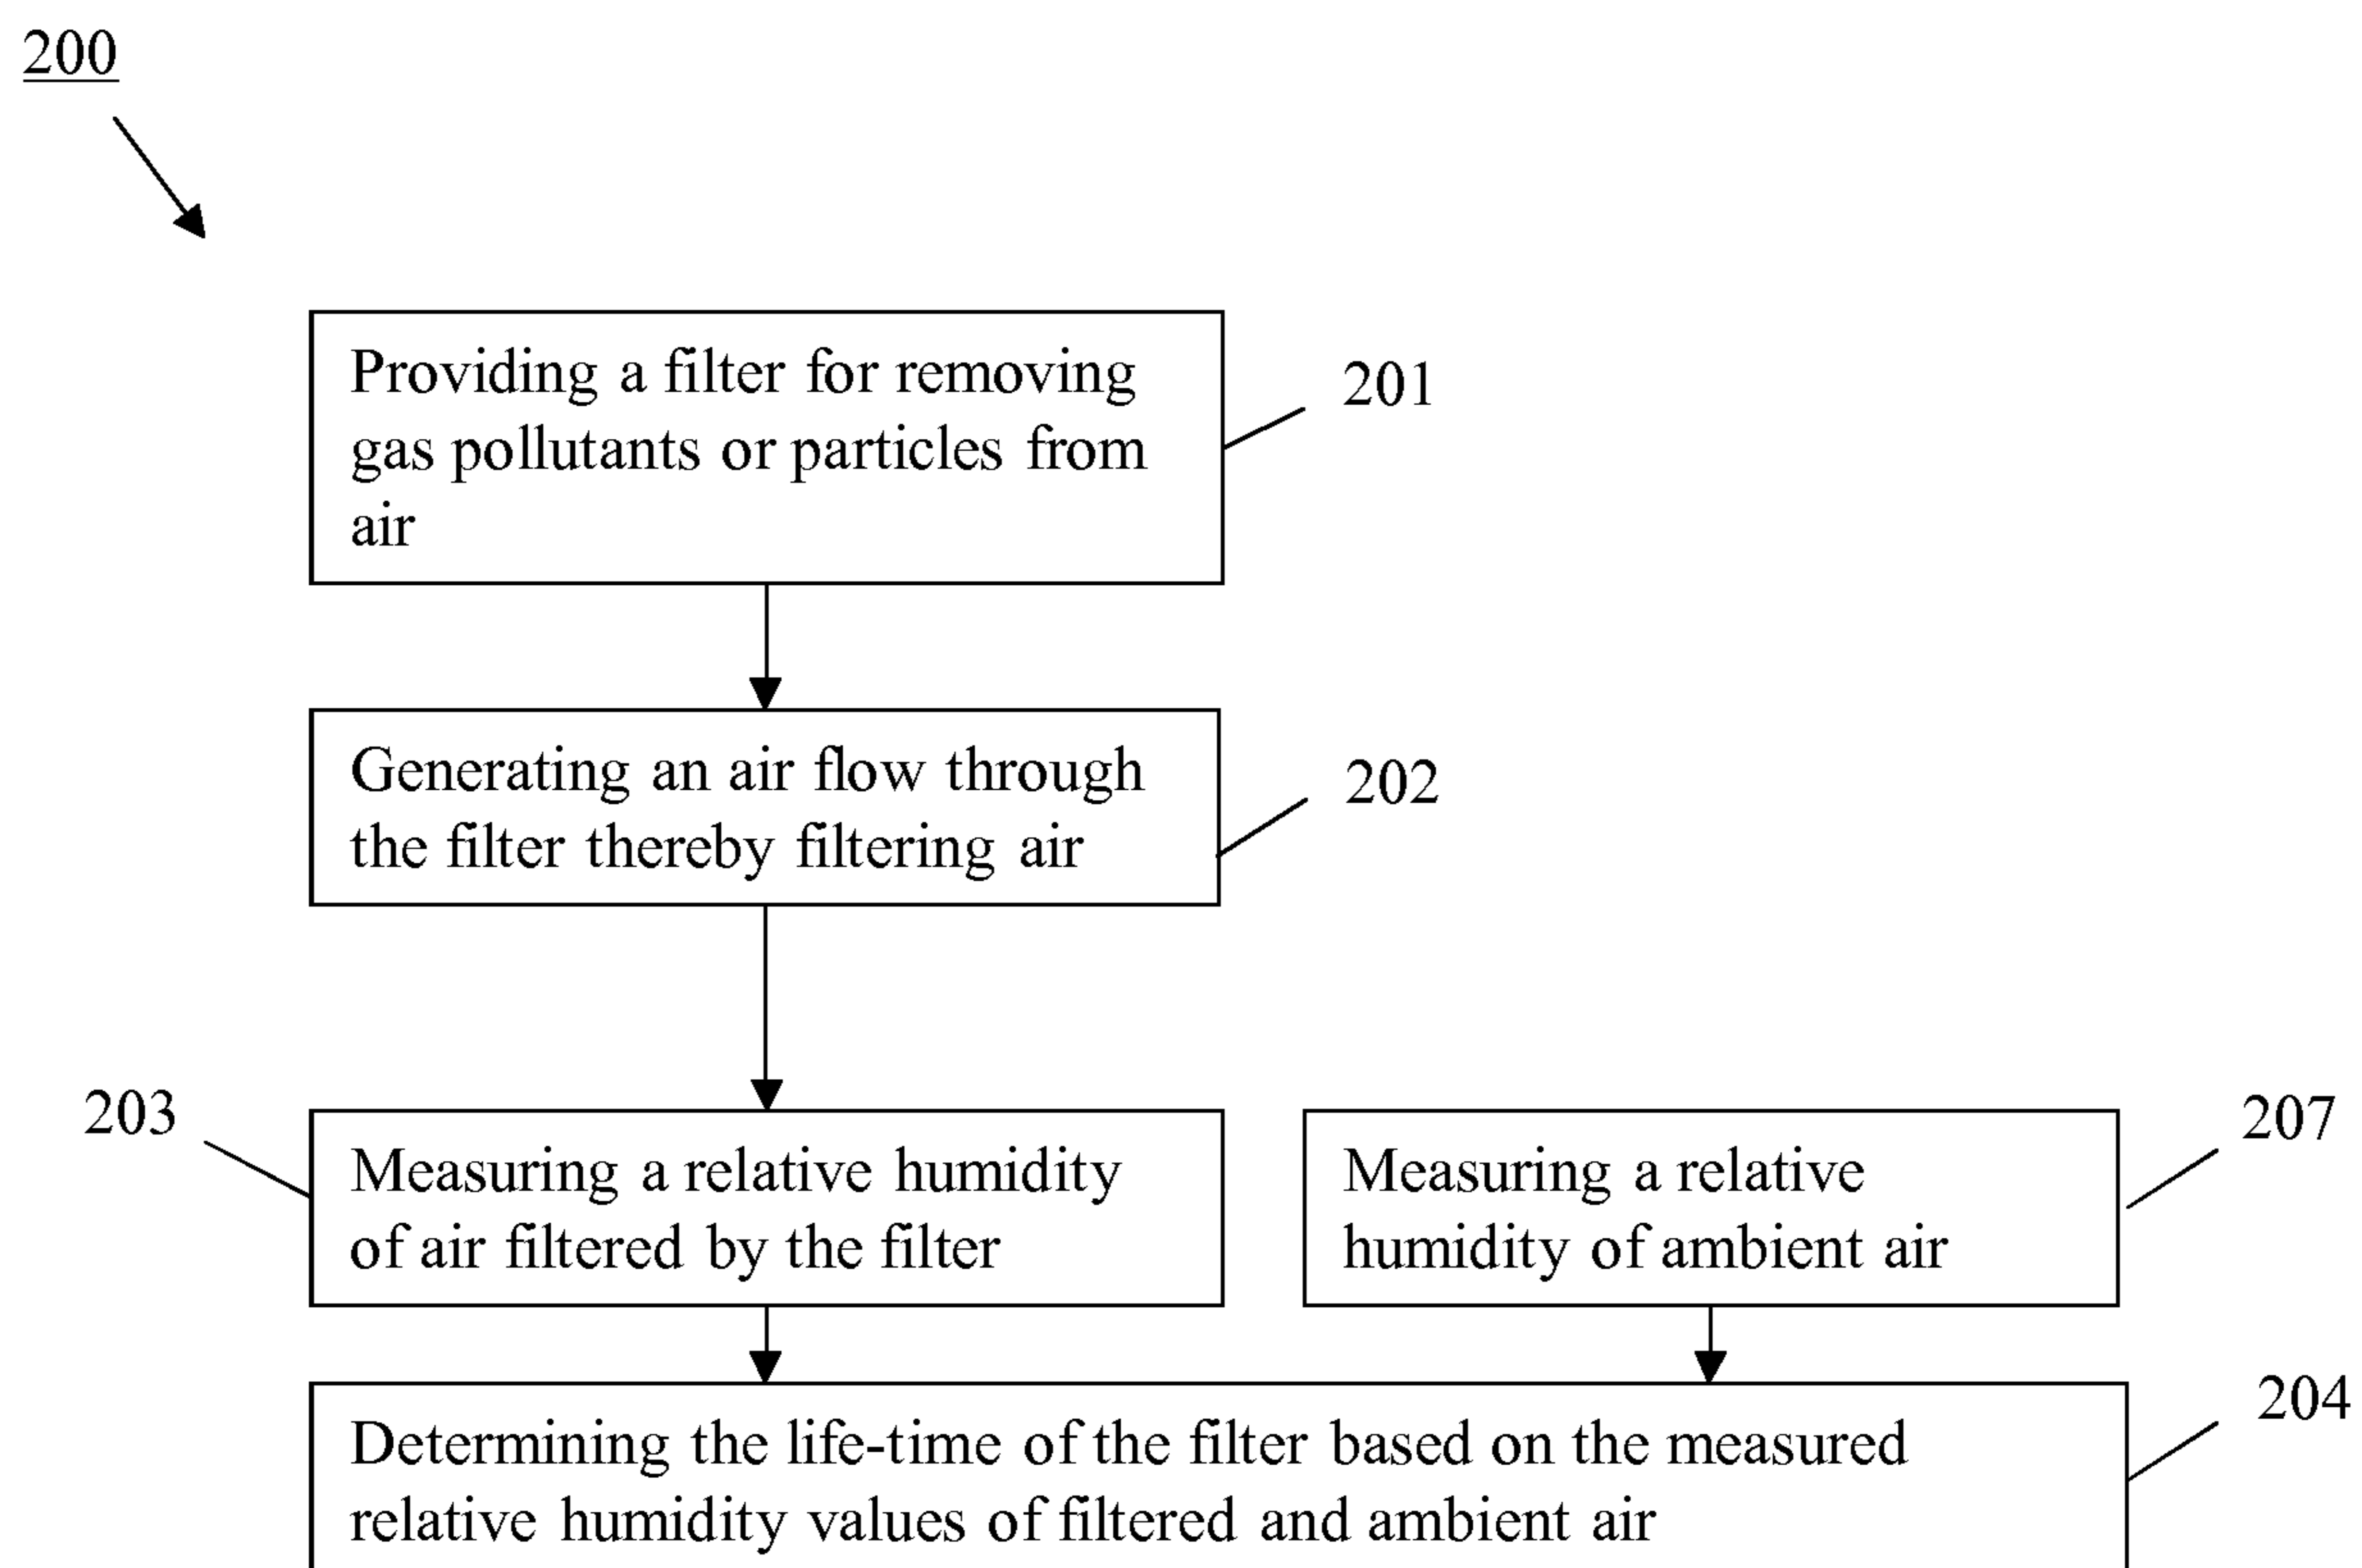 200
Providing a filter for removing
gas pollutants or particles from
air
201
Generating an air flow through
the filter thereby filtering air
202
203
Measuring a relative humidity
of air filtered by the filter
Measuring a relative
humidity of ambient air
207
Determining the life-time of the filter based on the measured
relative humidity values of filtered and ambient air
204